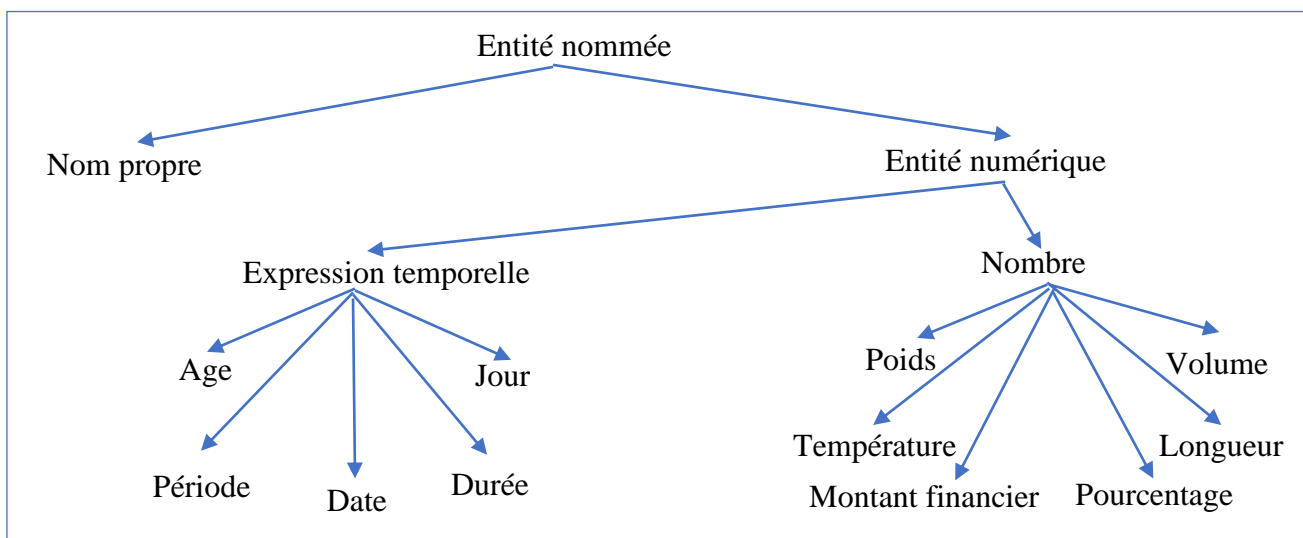 Entité nommée
Nom propre
Entité numérique
Expression temporelle
Nombre
Age
Jour
Période
Date
Durée
Poids
Volume
Température
Longueur
Montant financier
Pourcentage